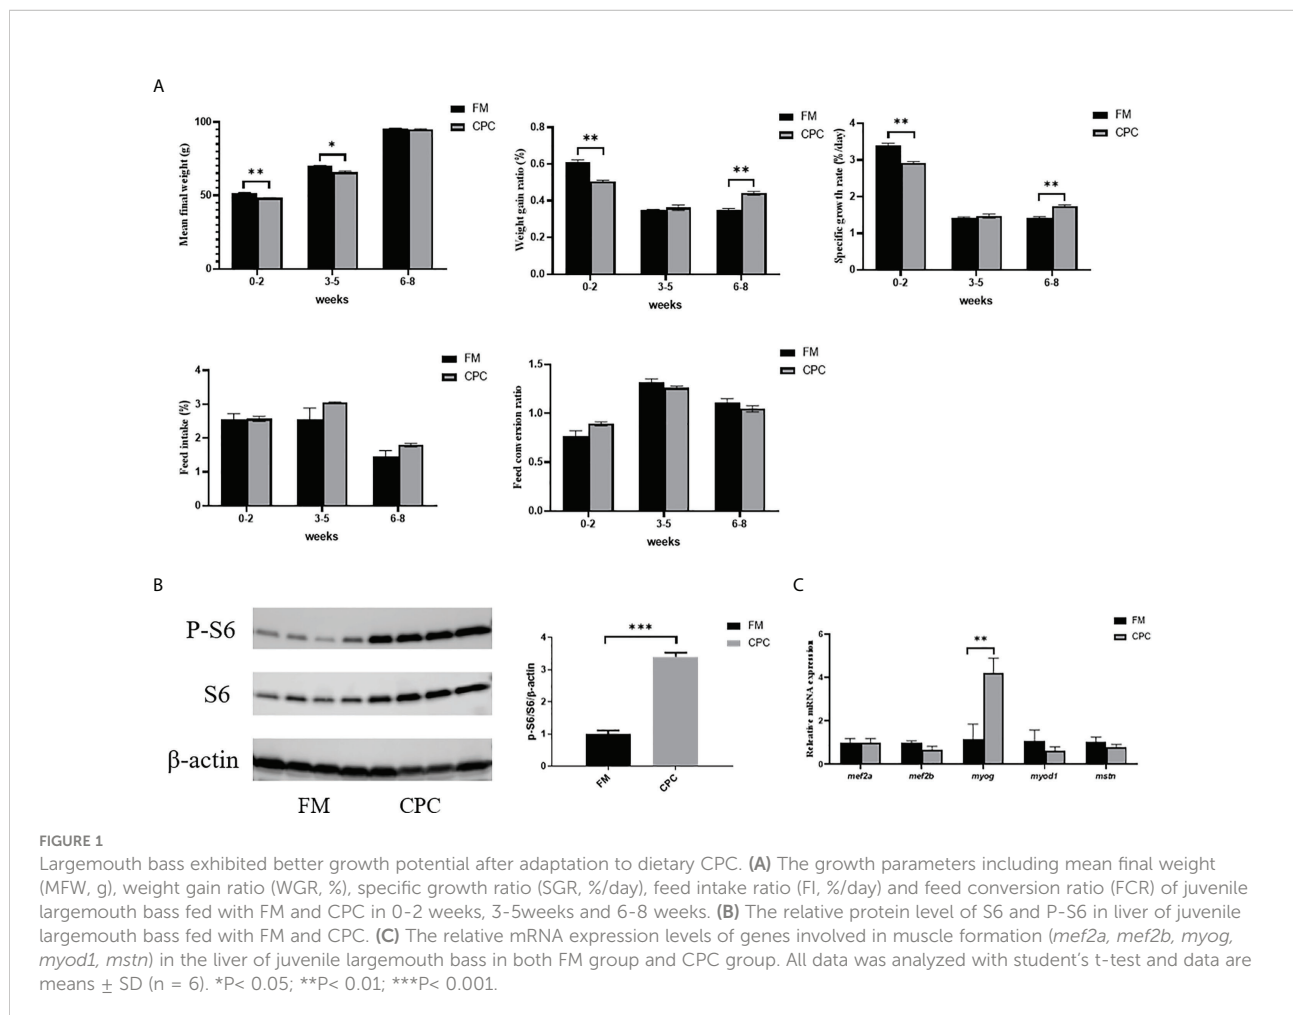 A
FM
CPC
Mean final weight (g)
100
50
0
**
*
0-2
3-5
6-8
weeks
FM
CPC
Weight gain ratio (%)
0.8
0.6
0.4
0.2
0.0
**
**
0-2
3-5
6-8
weeks
FM
CPC
Specific growth rate (%/day)
4
3
2
1
0
**
**
0-2
3-5
6-8
weeks
FM
CPC
Feed intake (%)
4
3
2
1
0
0-2
3-5
6-8
weeks
FM
CPC
Feed conversion ratio
1.5
1.0
0.5
0.0
0-2
3-5
6-8
weeks
B
P-S6
S6
β-actin
FM
CPC
FM
CPC
p-S6/S6/β-actin
4
3
2
1
0
***
FM
CPC
C
FM
CPC
Releative mRNA expression
6
4
2
0
**
mef2a
mef2b
myog
myod1
mstn
FIGURE 1
Largemouth bass exhibited better growth potential after adaptation to dietary CPC. (A) The growth parameters including mean final weight
(MFW, g), weight gain ratio (WGR, %), specific growth ratio (SGR, %/day), feed intake ratio (FI, %/day) and feed conversion ratio (FCR) of juvenile
largemouth bass fed with FM and CPC in 0-2 weeks, 3-5weeks and 6-8 weeks. (B) The relative protein level of S6 and P-S6 in liver of juvenile
largemouth bass fed with FM and CPC. (C) The relative mRNA expression levels of genes involved in muscle formation (mef2a, mef2b, myog,
myod1, mstn) in the liver of juvenile largemouth bass in both FM group and CPC group. All data was analyzed with student's t-test and data are
means ± SD (n = 6). *P< 0.05; **P< 0.01; ***P< 0.001.